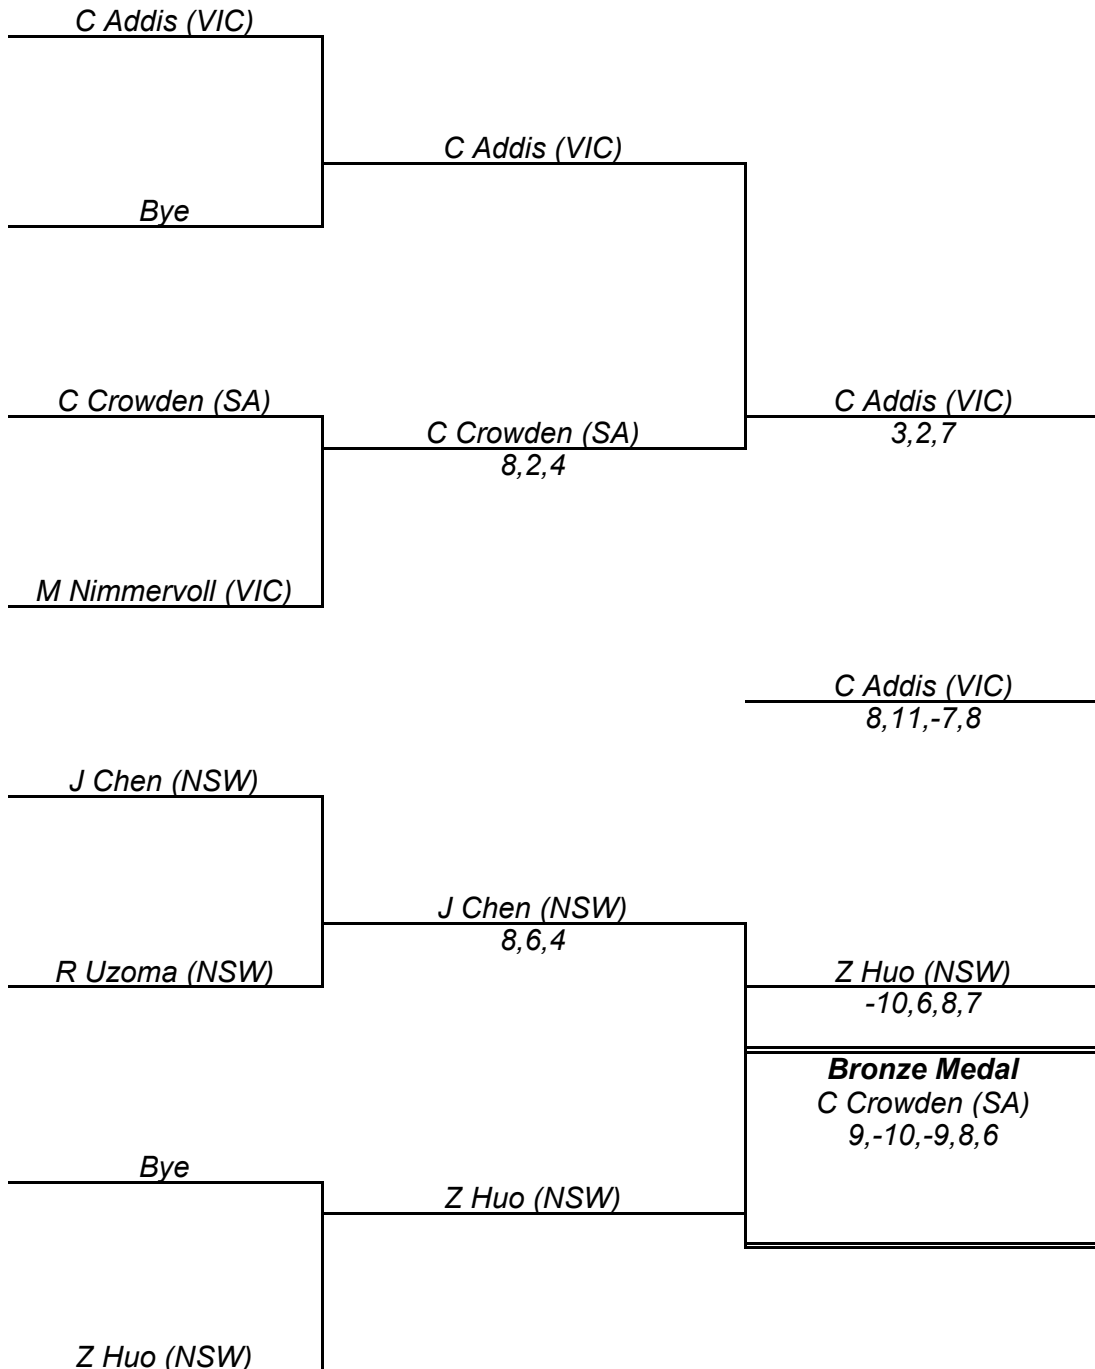 C Addis (VIC)
C Addis (VIC)
Bye
C Crowden (SA)
C Addis (VIC)
C Crowden (SA)
3,2,7
8,2,4
M Nimmervoll (VIC)
C Addis (VIC)
8,11,-7,8
J Chen (NSW)
J Chen (NSW)
8,6,4
R Uzoma (NSW)
Z Huo (NSW)
-10,6,8,7
Bronze Medal
C Crowden (SA)
9,-10,-9,8,6
Bye
Z Huo (NSW)
Z Huo (NSW)